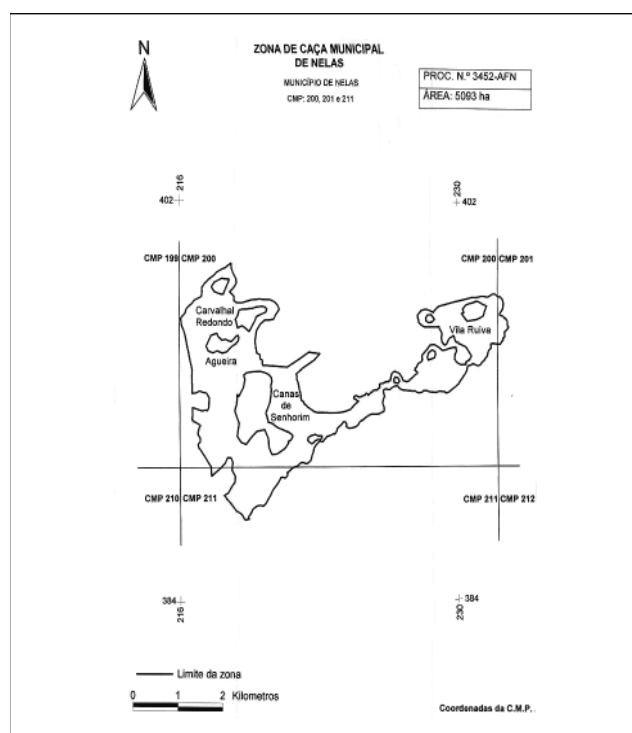 N
ZONA DE CAÇA MUNICIPAL
DE NELAS
MUNICÍPIO DE NELAS
CMP: 200, 201 e 211
PROC. N.º 3452-AFN
ÁREA: 5093 ha
216
402
230
402
CMP 199 CMP 200
CMP 200 CMP 201
Carvalhal
Redondo
Vila Ruiva
Agueira
Canas
de
Senhorim
CMP 210 CMP 211
CMP 211 CMP 212
384
216
384
230
Limite da zona
0 1 2 Kilometros
Coordenadas da C.M.P.